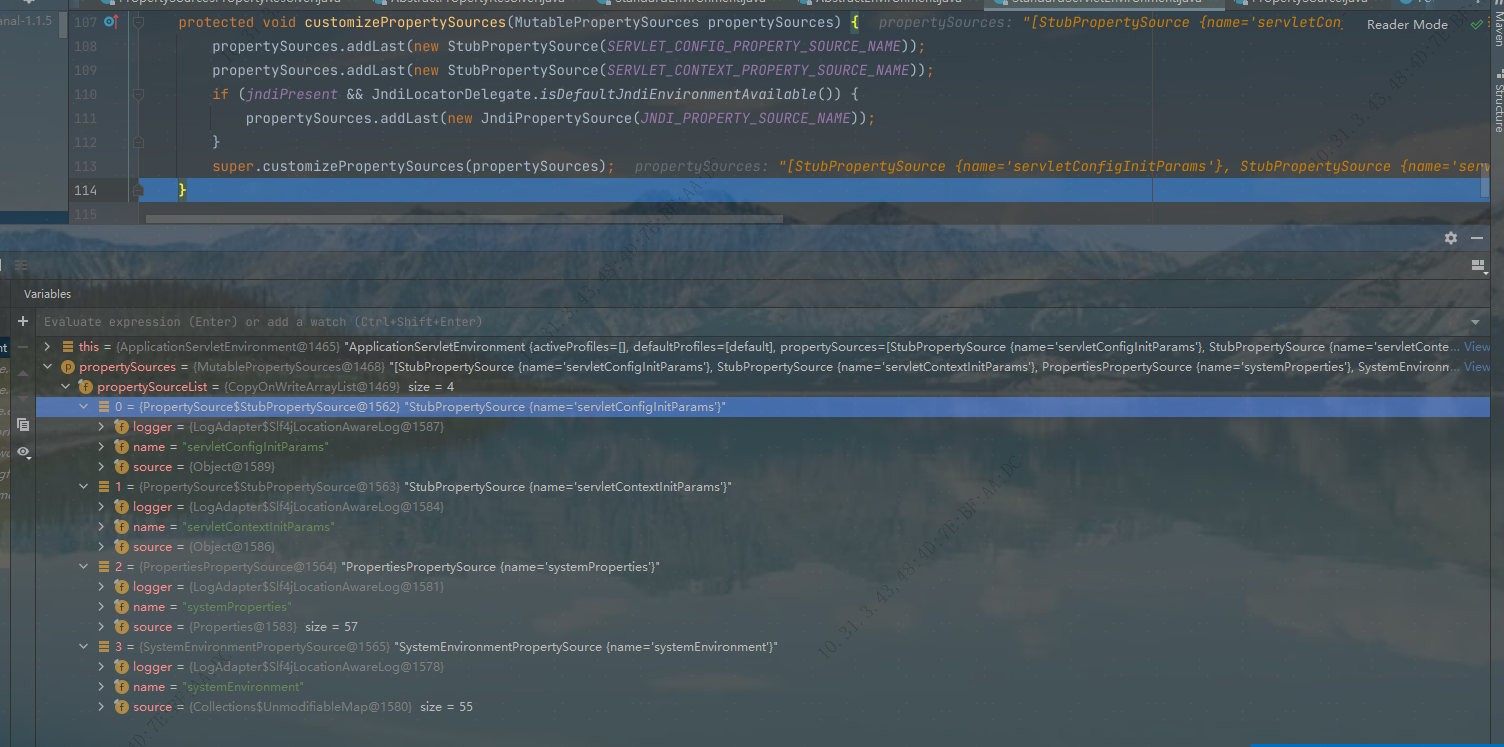 anal-1.1.5
107 protected void customizePropertySources(MutablePropertySources propertySources) { propertySources: "[StubPropertySource {name='servletCon
Reader Mode
Maven
108 propertySources.addLast(new StubPropertySource(SERVLET_CONFIG_PROPERTY_SOURCE_NAME));
109 propertySources.addLast(new StubPropertySource(SERVLET_CONTEXT_PROPERTY_SOURCE_NAME));
110 if (jndiPresent && JndiLocatorDelegate.isDefaultJndiEnvironmentAvailable()) {
Structure
111 propertySources.addLast(new JndiPropertySource(JNDI_PROPERTY_SOURCE_NAME));
112 }
113 super.customizePropertySources(propertySources); propertySources: "[StubPropertySource {name='servletConfigInitParams'}, StubPropertySource {name='serv
114 }
115
Variables
Evaluate expression (Enter) or add a watch (Ctrl+Shift+Enter)
this = {ApplicationServletEnvironment@1465} "ApplicationServletEnvironment {activeProfiles=[], defaultProfiles=[default], propertySources=[StubPropertySource {name='servletConfigInitParams'}, StubPropertySource {name='servletConte... View
propertySources = {MutablePropertySources@1468} "[StubPropertySource {name='servletConfigInitParams'}, StubPropertySource {name='servletContextInitParams'}, PropertiesPropertySource {name='systemProperties'}, SystemEnvironm... View
propertySourceList = {CopyOnWriteArrayList@1469} size = 4
0 = {PropertySource$StubPropertySource@1562} "StubPropertySource {name='servletConfigInitParams'}"
logger = {LogAdapter$Slf4jLocationAwareLog@1587}
name = "servletConfigInitParams"
source = {Object@1589}
1 = {PropertySource$StubPropertySource@1563} "StubPropertySource {name='servletContextInitParams'}"
logger = {LogAdapter$Slf4jLocationAwareLog@1584}
name = "servletContextInitParams"
source = {Object@1586}
2 = {PropertiesPropertySource@1564} "PropertiesPropertySource {name='systemProperties'}"
logger = {LogAdapter$Slf4jLocationAwareLog@1581}
name = "systemProperties"
source = {Properties@1583} size = 57
3 = {SystemEnvironmentPropertySource@1565} "SystemEnvironmentPropertySource {name='systemEnvironment'}"
logger = {LogAdapter$Slf4jLocationAwareLog@1578}
name = "systemEnvironment"
source = {Collections$UnmodifiableMap@1580} size = 55